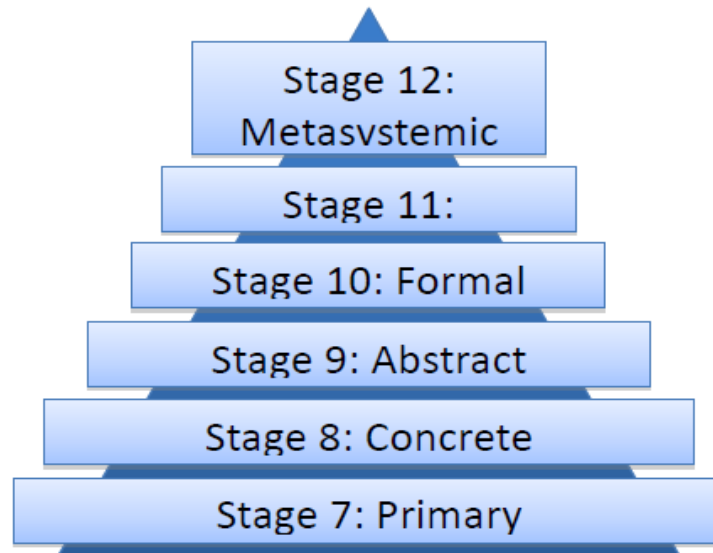 Stage 12:
Metasystemic
Stage 11:
Stage 10: Formal
Stage 9: Abstract
Stage 8: Concrete
Stage 7: Primary